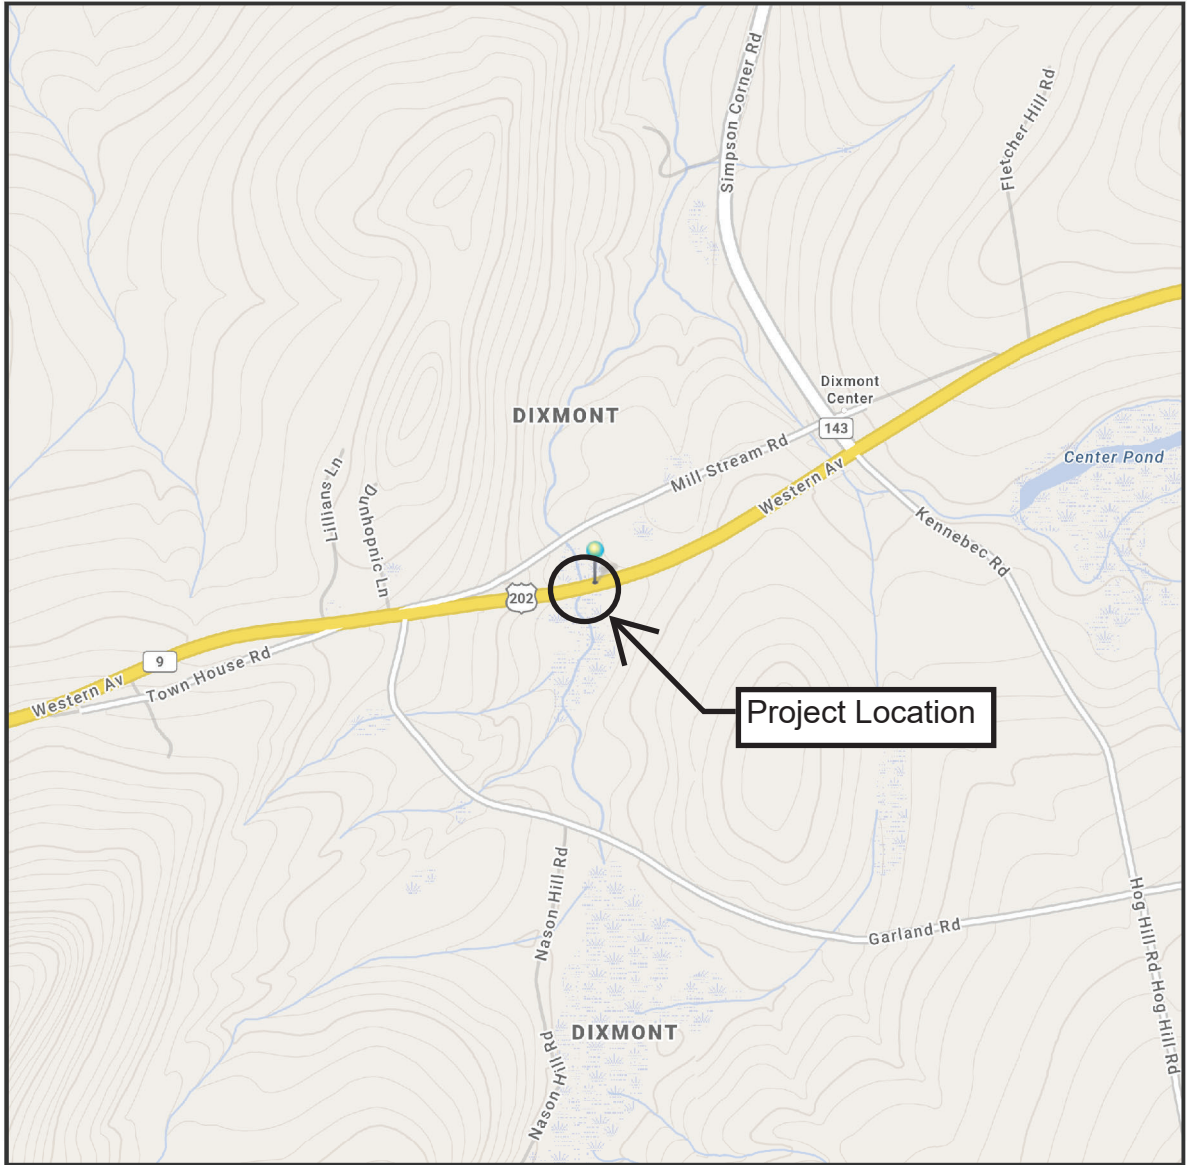 Simpson Corner Rd
Fletcher Hill Rd
Dixmont
Center
DIXMONT
143
Mill Stream Rd
Center Pond
Western Av
Lillians Ln
Dunhopnic Ln
Kennebec Rd
202
9
Town House Rd
Western Av
Project Location
Nason Hill Rd
Garland Rd
Hog Hill Rd
Hog Hill Rd
DIXMONT
Nason Hill Rd